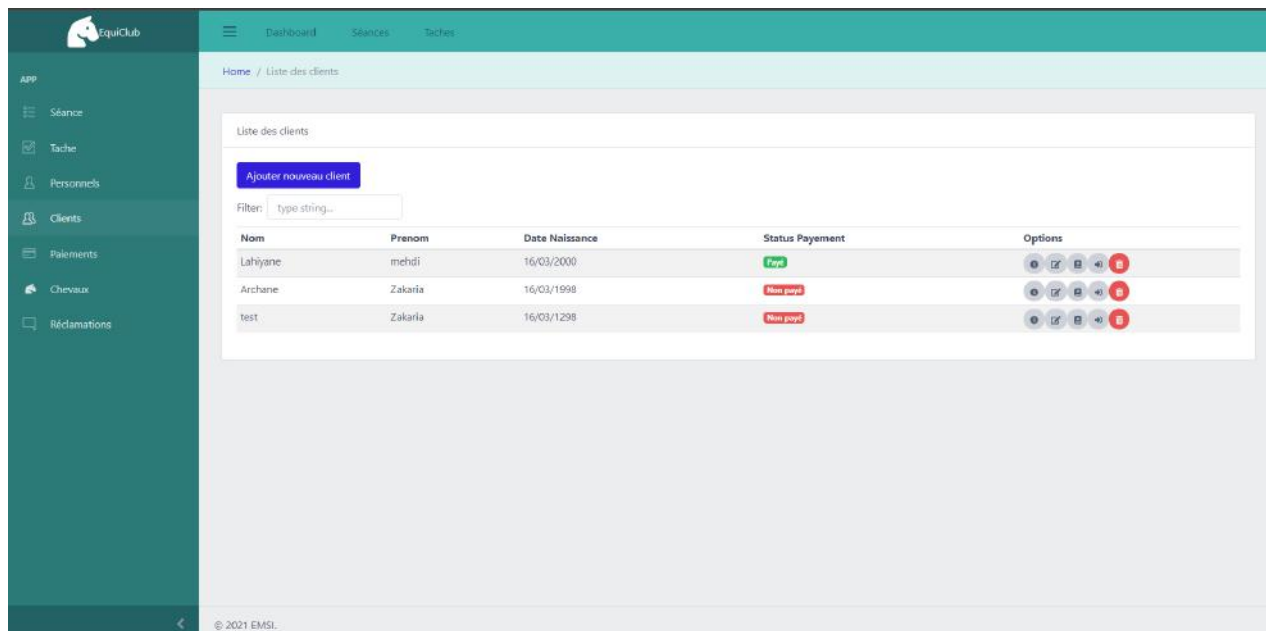 EquiClub
Dashboard Séances Taches
Home / Liste des clients
APP
Séance
Tache
Personnels
Clients
Paiements
Chevaux
Réclamations
Liste des clients
Ajouter nouveau client
Filter: type string...
Nom Prenom Date Naissance Status Payement Options
Lahiyane mehdi 16/03/2000 Payé
Archane Zakaria 16/03/1998 Non payé
test Zakaria 16/03/1298 Non payé
© 2021 EMSI.